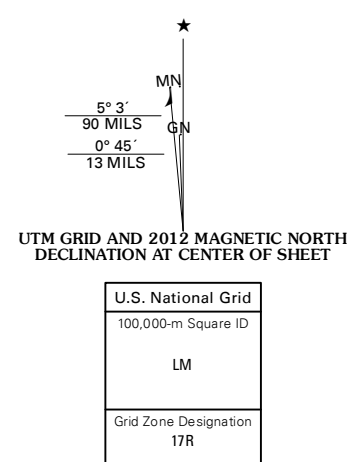 ★
MN
5° 3´
90 MILS
GN
0° 45´
13 MILS
UTM GRID AND 2012 MAGNETIC NORTH
DECLINATION AT CENTER OF SHEET
U.S. National Grid
100,000-m Square ID
LM
Grid Zone Designation
17R